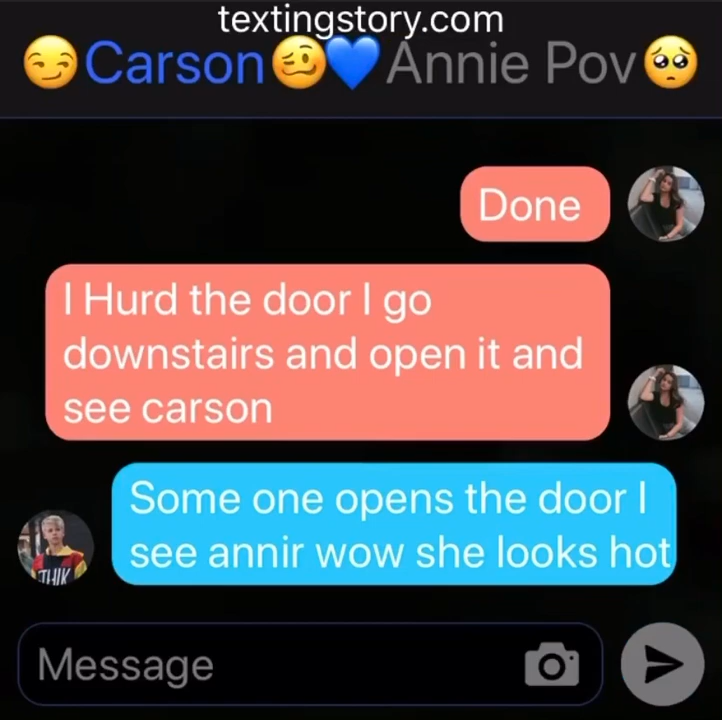 textingstory.com
😏Carson🥴💙Annie Pov🥺
Done
I Hurd the door I go
downstairs and open it and
see carson
Some one opens the door I
see annir wow she looks hot
THIK
Message